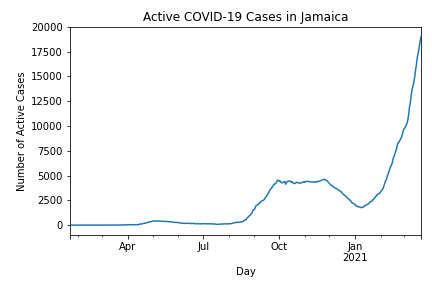 Active COVID-19 Cases in Jamaica
20000
17500
15000
12500
10000
7500
5000
2500
0
Number of Active Cases
Apr Jul Oct Jan
2021
Day